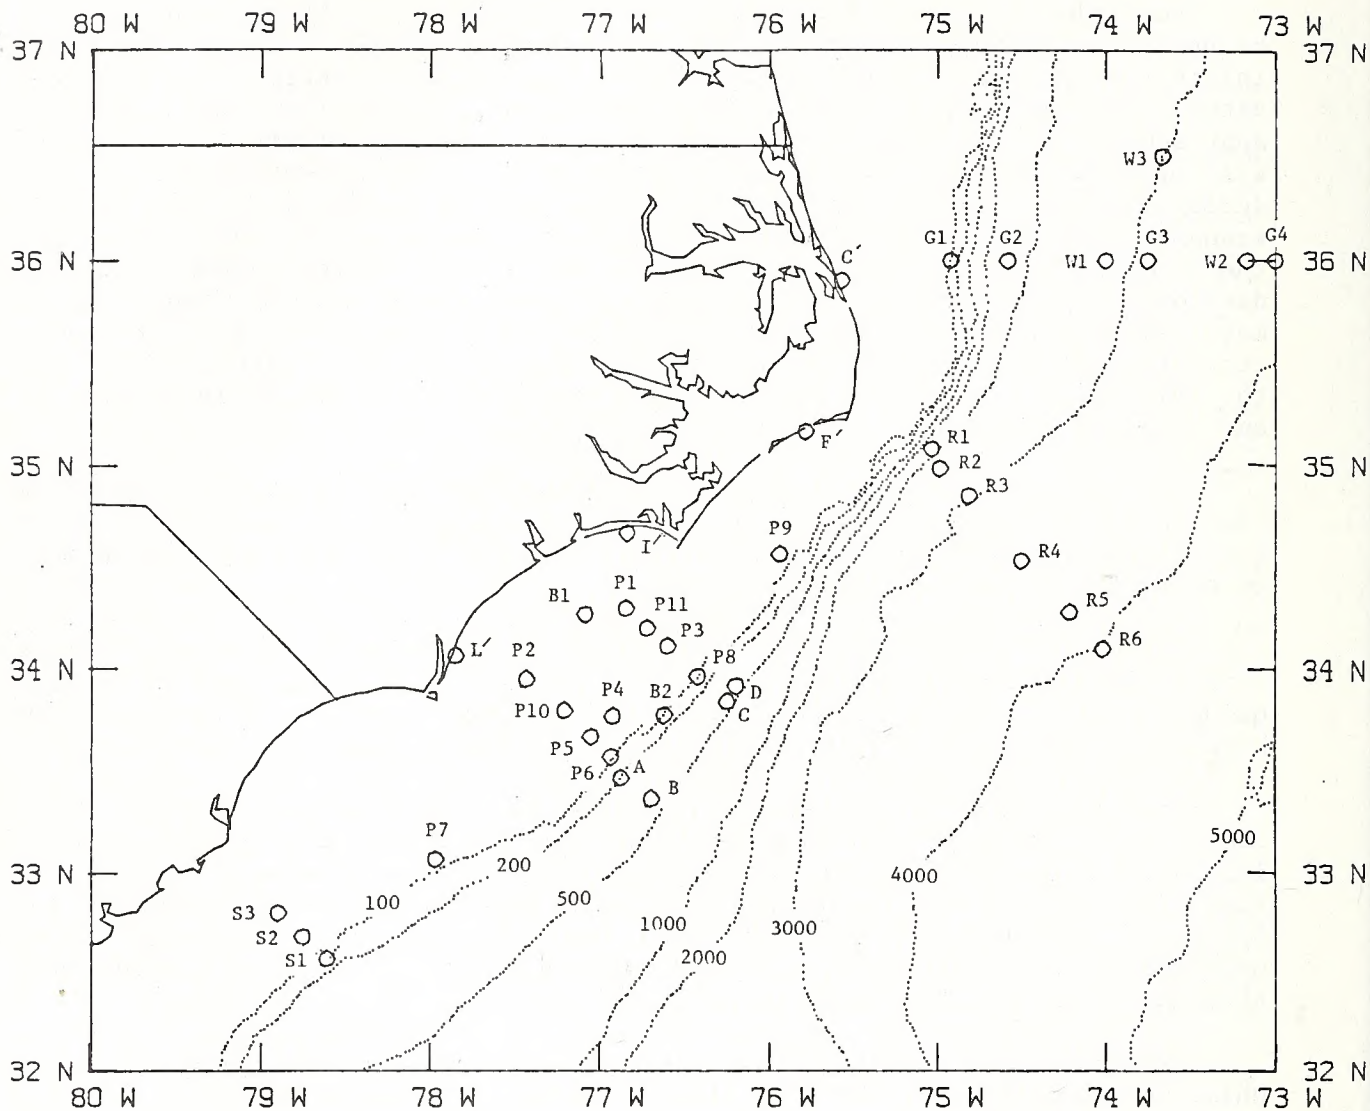 80 W 79 W 78 W 77 W 76 W 75 W 74 W 73 W
37 N 37 N
W3
G1 G2 G3 G4
C′
36 N W1 W2 36 N
F′ R1
35 N R2 35 N
R3
P9
I′
R4
B1 P1 P11
R5
P3
L′ P2 P8 R6
34 N 34 N
P4 B2 D
P10 C
P5
P6 A
B
P7
5000
200
33 N 4000 33 N
100 500
S3 1000 3000
S2
S1 2000
32 N 32 N
80 W 79 W 78 W 77 W 76 W 75 W 74 W 73 W